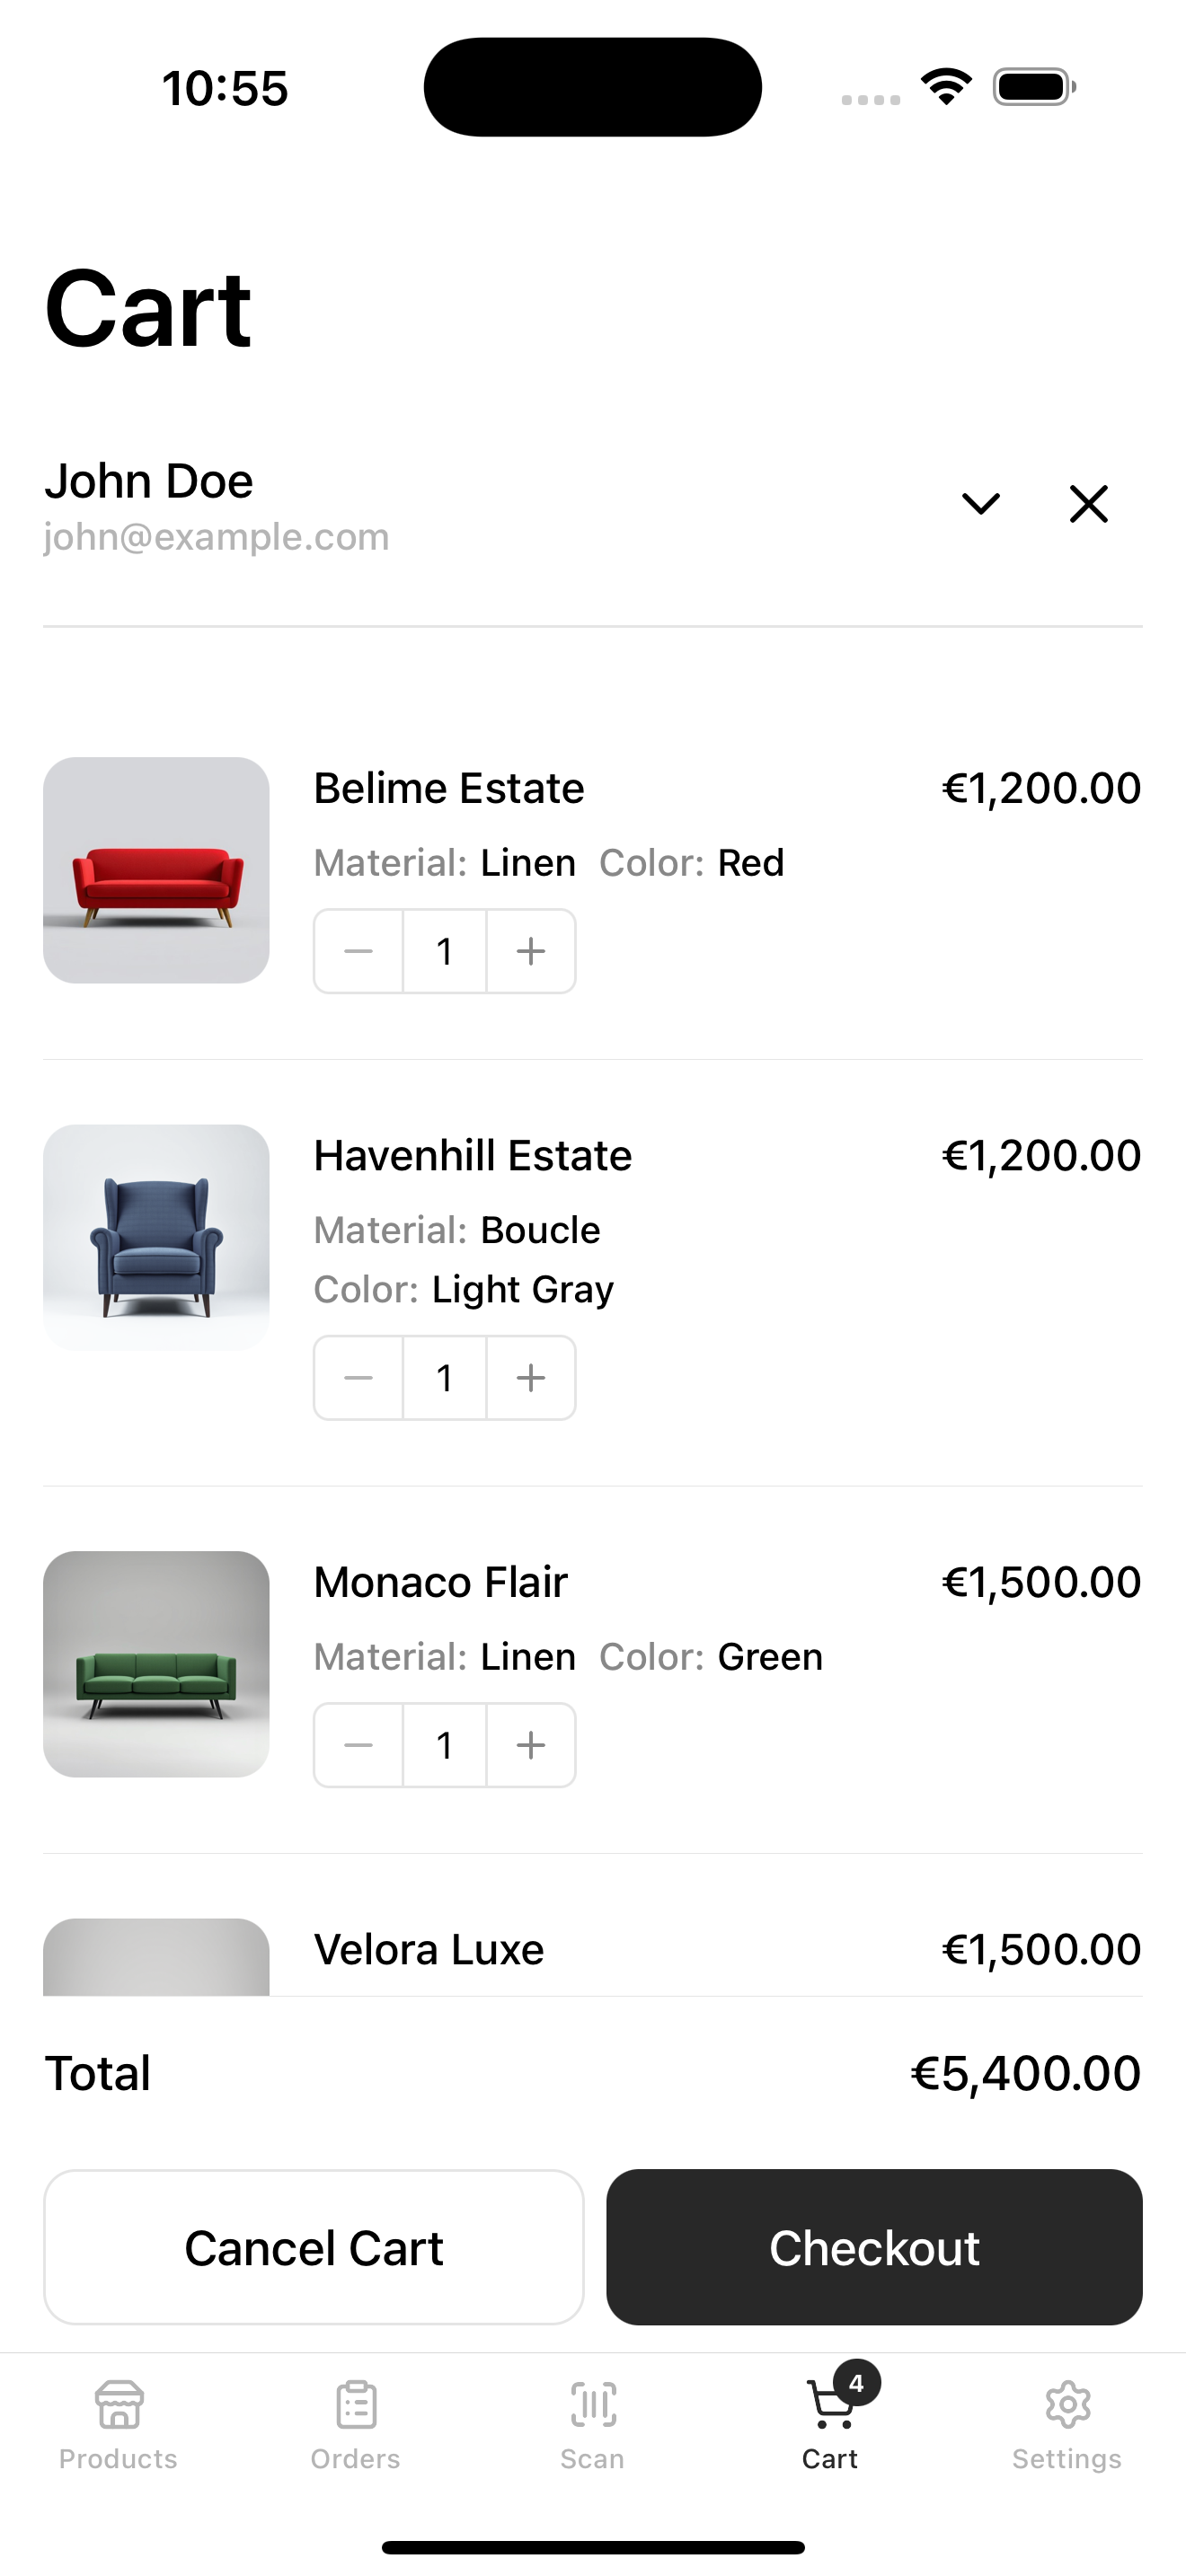 10:55
Cart
John Doe
john@example.com
Belime Estate €1,200.00
Material: Linen Color: Red
1
Havenhill Estate €1,200.00
Material: Boucle
Color: Light Gray
1
Monaco Flair €1,500.00
Material: Linen Color: Green
1
Velora Luxe €1,500.00
Total €5,400.00
Cancel Cart Checkout
4
Products Orders Scan Cart Settings